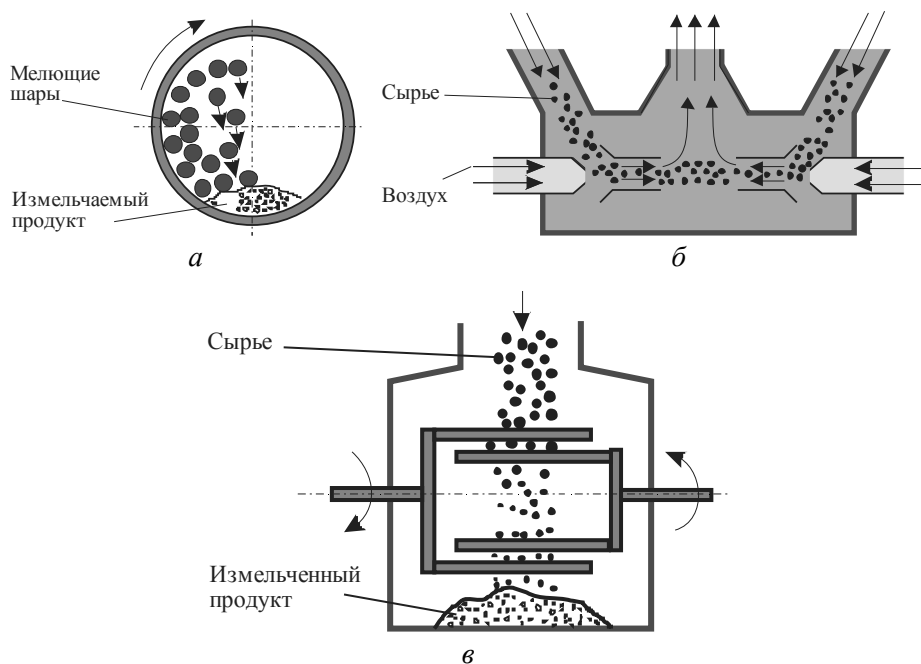 Мелющие
шары
Измельчаемый
продукт
а
Сырье
Воздух
б
Сырье
Измельченный
продукт
в